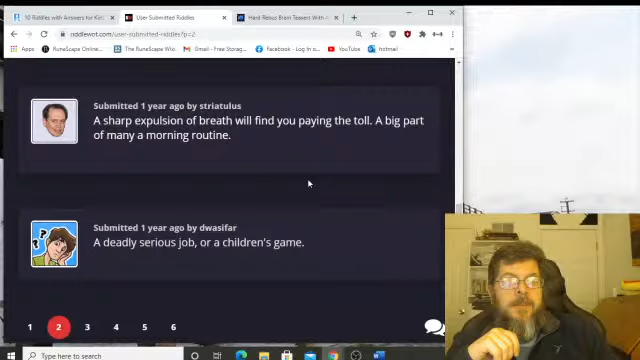 10 Riddles with Answers for Kids
User Submitted Riddles
Hard Rebus Brain Teasers With A
riddlewot.com/user-submitted-riddles?p=2
Apps
RuneScape Online...
The RuneScape Wi...
Gmail - Free Storag...
Facebook - Log In o...
YouTube
hotmail
Submitted 1 year ago by striatulus
A sharp expulsion of breath will find you paying the toll. A big part
of many a morning routine.
Submitted 1 year ago by dwasifar
A deadly serious job, or a children's game.
1 2 3 4 5 6
Type here to search